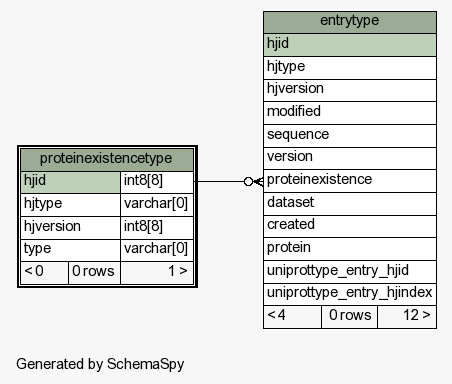 proteinexistencetype
hjid int8[8]
hjtype varchar[0]
hjversion int8[8]
type varchar[0]
< 0 0 rows 1 >
entrytype
hjid
hjtype
hjversion
modified
sequence
version
proteinexistence
dataset
created
protein
uniprottype_entry_hjid
uniprottype_entry_hjindex
< 4 0 rows 12 >
Generated by SchemaSpy